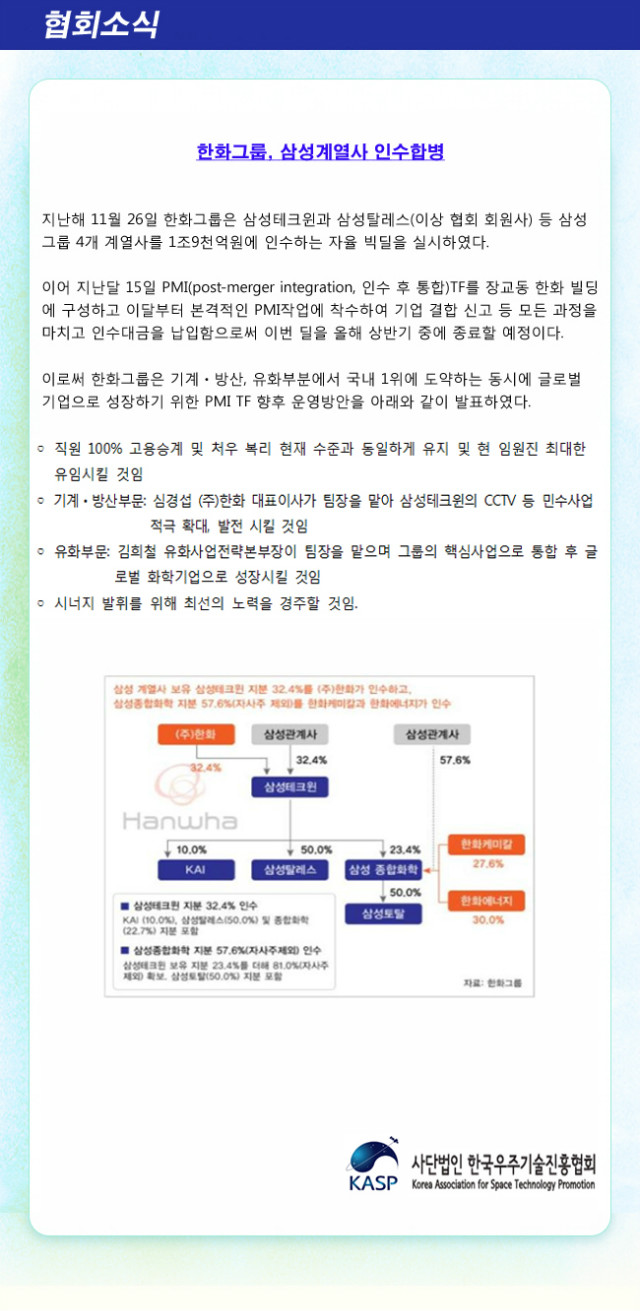 협회소식
한화그룹, 삼성계열사 인수합병
지난해 11월 26일 한화그룹은 삼성테크윈과 삼성탈레스(이상 협회 회원사) 등 삼성
그룹 4개 계열사를 1조9천억원에 인수하는 자율 빅딜을 실시하였다.
이어 지난달 15일 PMI(post-merger integration, 인수 후 통합)TF를 장교동 한화 빌딩
에 구성하고 이달부터 본격적인 PMI작업에 착수하여 기업 결합 신고 등 모든 과정을
마치고 인수대금을 납입함으로써 이번 딜을 올해 상반기 중에 종료할 예정이다.
이로써 한화그룹은 기계·방산, 유화부분에서 국내 1위에 도약하는 동시에 글로벌
기업으로 성장하기 위한 PMI TF 향후 운영방안을 아래와 같이 발표하였다.
○ 직원 100% 고용승계 및 처우 복리 현재 수준과 동일하게 유지 및 현 임원진 최대한
유임시킬 것임
○ 기계·방산부문: 심경섭 (주)한화 대표이사가 팀장을 맡아 삼성테크윈의 CCTV 등 민수사업
적극 확대, 발전 시킬 것임
○ 유화부문: 김희철 유화사업전략본부장이 팀장을 맡으며 그룹의 핵심사업으로 통합 후 글
로벌 화학기업으로 성장시킬 것임
○ 시너지 발휘를 위해 최선의 노력을 경주할 것임.
삼성 계열사 보유 삼성테크윈 지분 32.4%를 (주)한화가 인수하고,
삼성종합화학 지분 57.6%(자사주 제외)를 한화케미칼과 한화에너지가 인수
(주)한화 삼성관계사 삼성관계사
32.4% 32.4% 57.6%
삼성테크윈
Hanwha
10.0% 50.0% 23.4% 한화케미칼
KAI 삼성탈레스 삼성 종합화학 27.6%
50.0% 한화에너지
삼성토탈 30.0%
■ 삼성테크윈 지분 32.4% 인수
KAI (10.0%), 삼성탈레스(50.0%) 및 종합화학
(22.7%) 지분 포함
■ 삼성종합화학 지분 57.6%(자사주제외) 인수
삼성테크윈 보유 지분 23.4%를 더해 81.0%(자사주
제외) 확보. 삼성토탈(50.0%) 지분 포함
자료: 한화그룹
KASP
사단법인 한국우주기술진흥협회
Korea Association for Space Technology Promotion